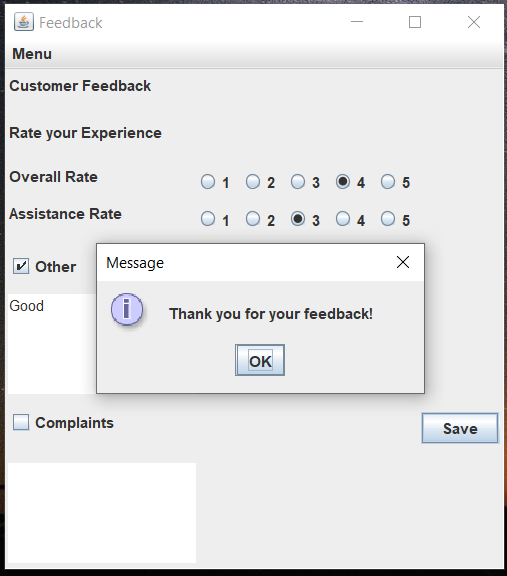 Feedback
Menu
Customer Feedback
Rate your Experience
Overall Rate 1 2 3 4 5
Assistance Rate 1 2 3 4 5
Other
Good
Message
i
Thank you for your feedback!
OK
Complaints
Save